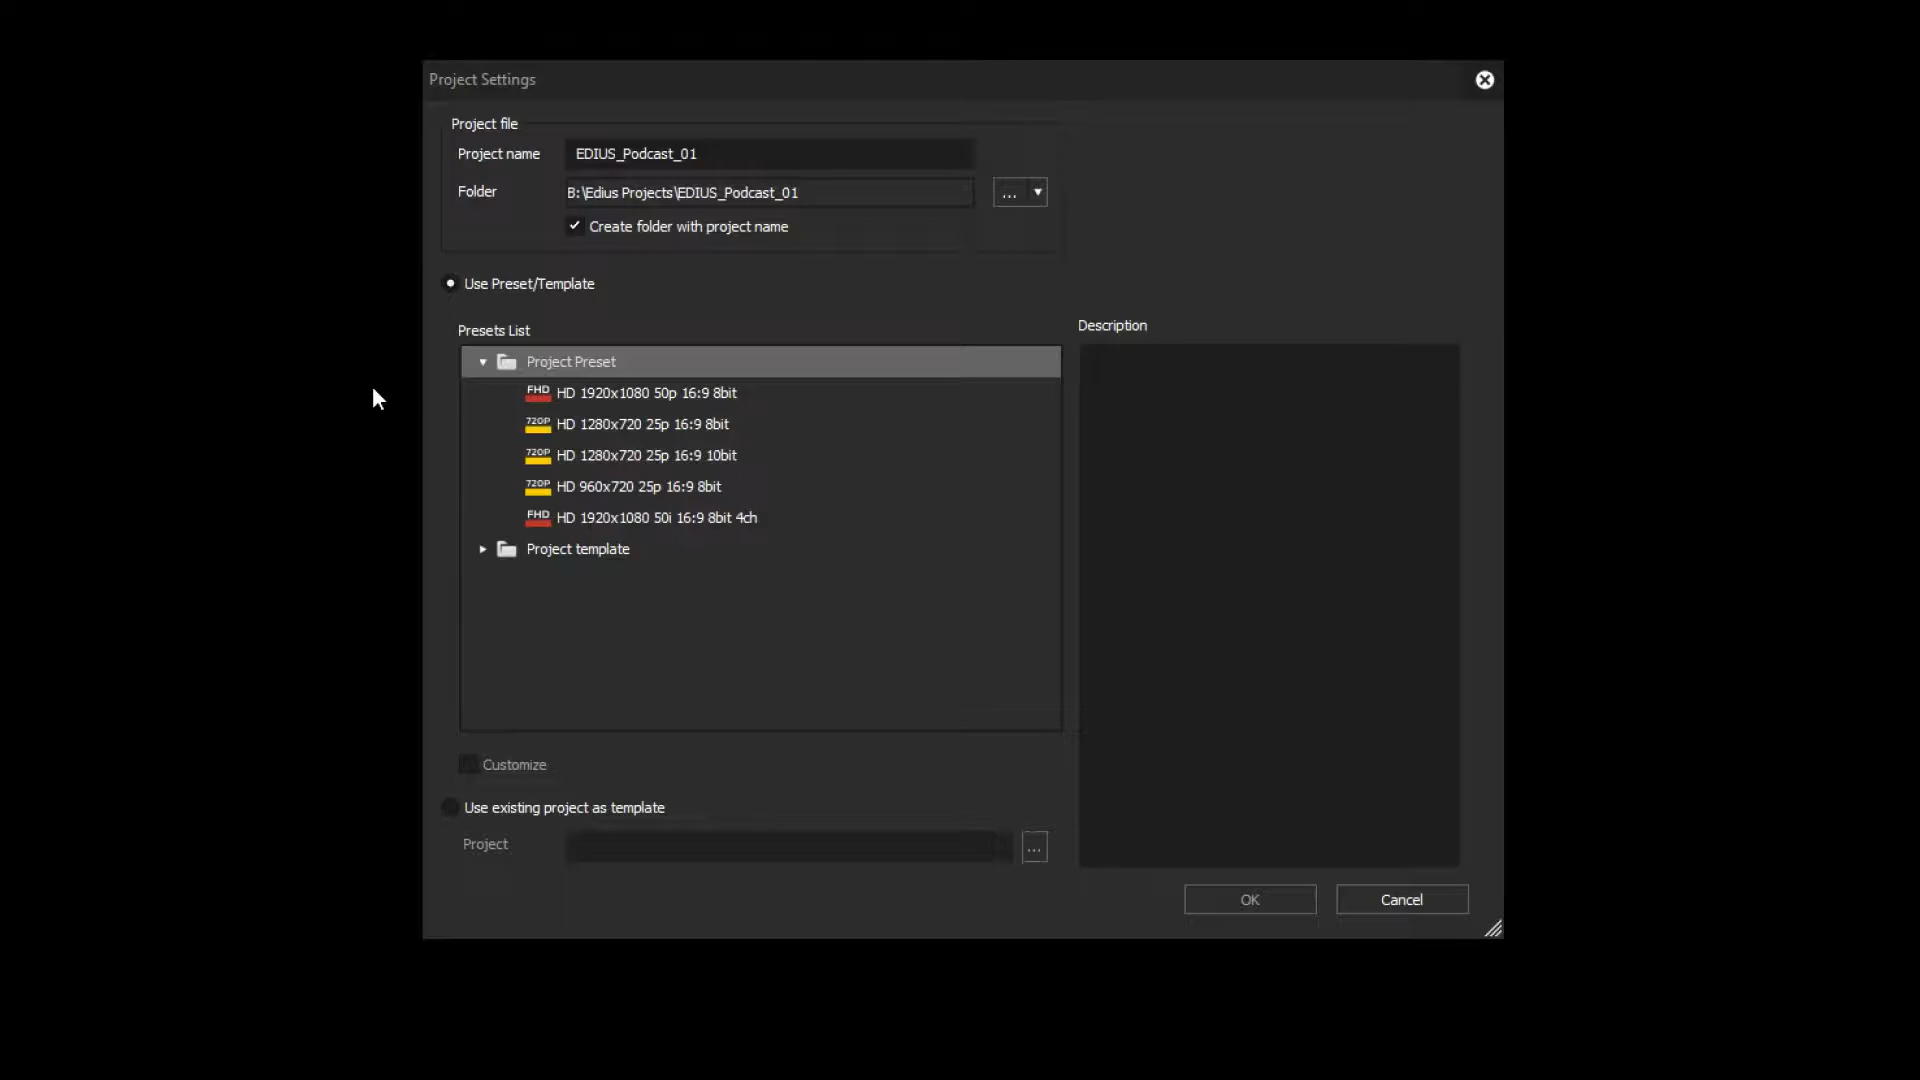 Project Settings
Project file
Project name EDIUS_Podcast_01
Folder B:\Edius Projects\EDIUS_Podcast_01 ...
Create folder with project name
Use Preset/Template
Presets List
Description
Project Preset
FHD HD 1920x1080 50p 16:9 8bit
720P HD 1280x720 25p 16:9 8bit
720P HD 1280x720 25p 16:9 10bit
720P HD 960x720 25p 16:9 8bit
FHD HD 1920x1080 50i 16:9 8bit 4ch
Project template
Customize
Use existing project as template
Project ...
OK Cancel